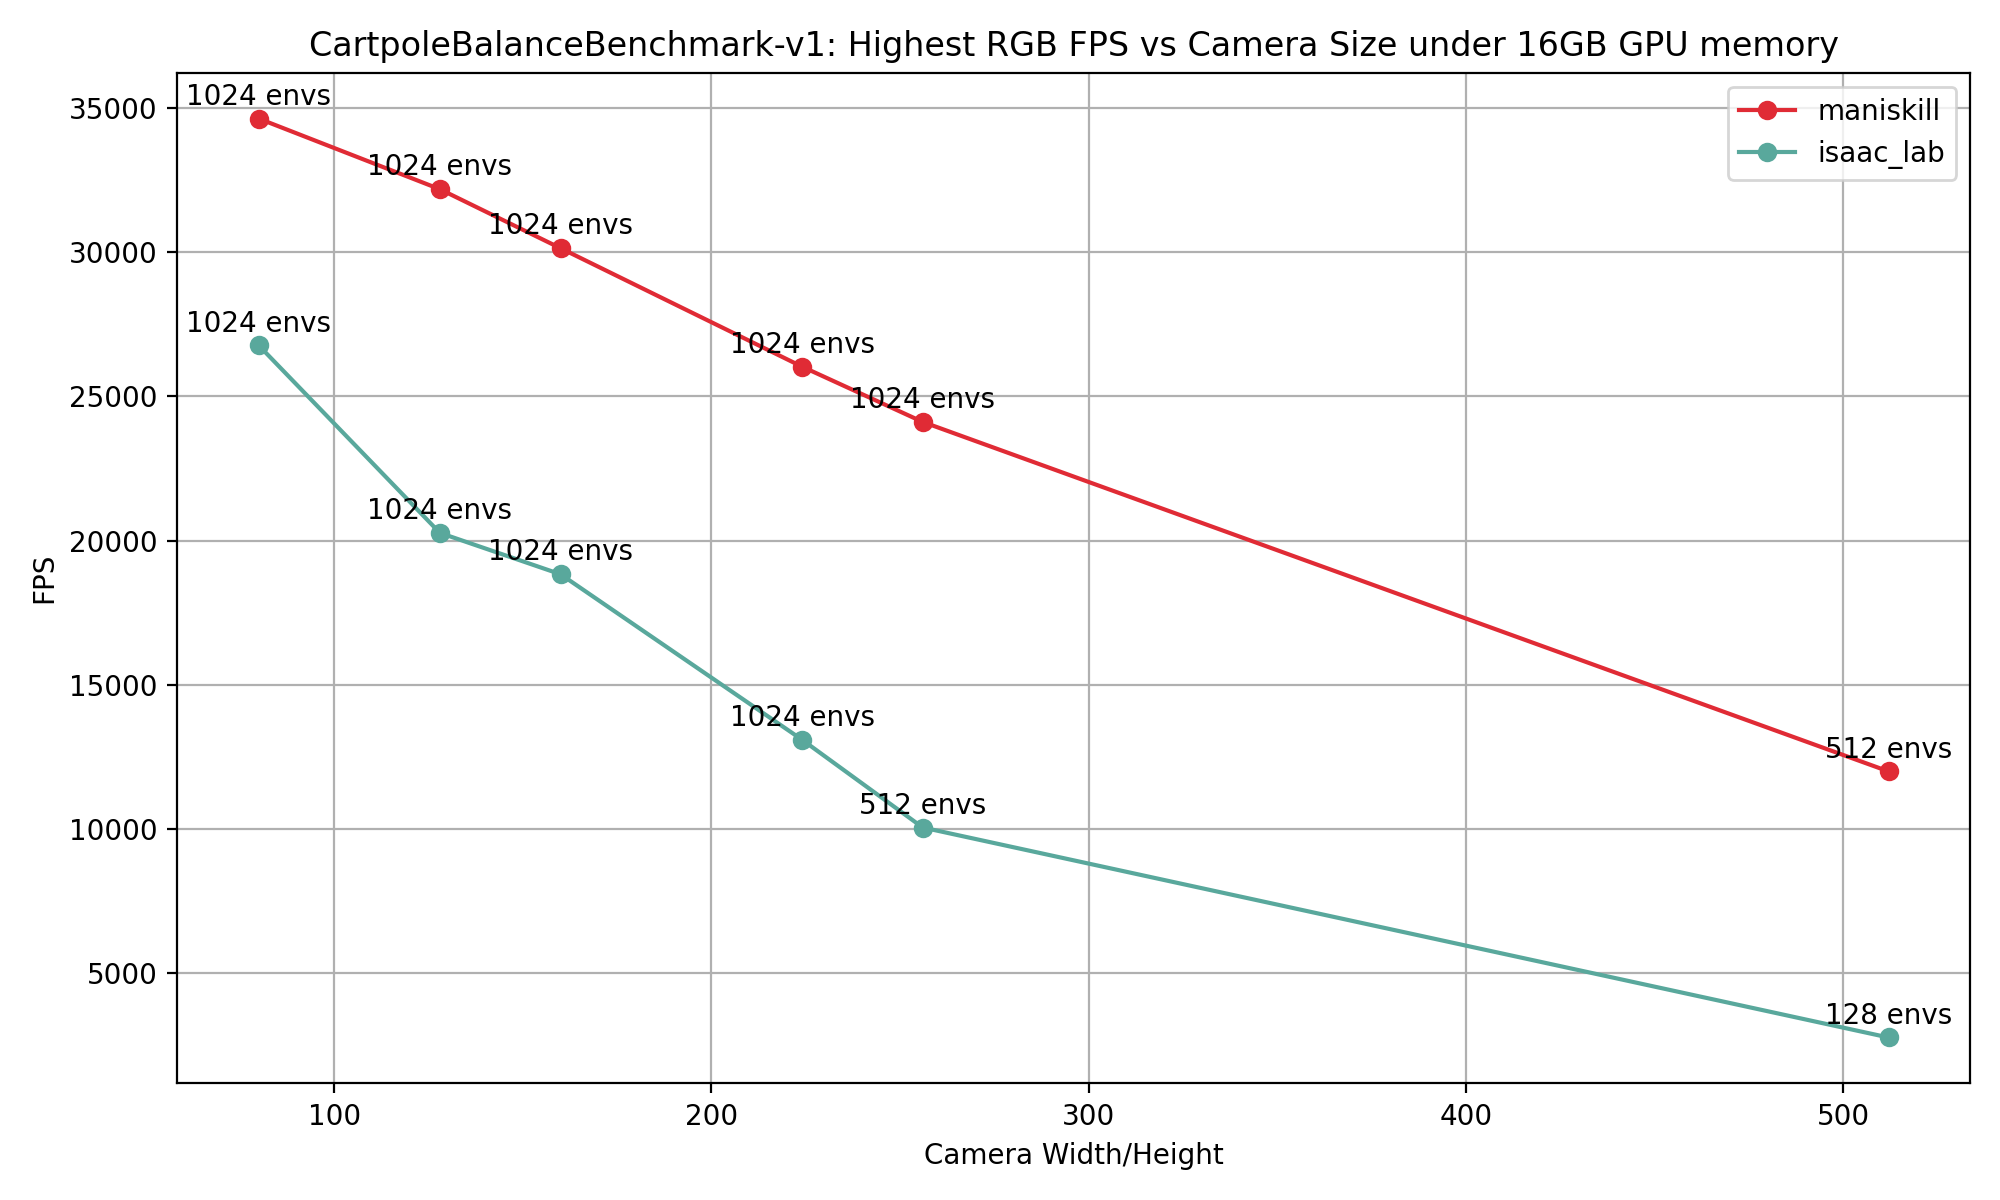 CartpoleBalanceBenchmark-v1: Highest RGB FPS vs Camera Size under 16GB GPU memory
35000
30000
25000
20000
15000
10000
5000
FPS
1024 envs
1024 envs
1024 envs
1024 envs
1024 envs
512 envs
1024 envs
1024 envs
1024 envs
1024 envs
512 envs
128 envs
maniskill
isaac_lab
100
200
300
400
500
Camera Width/Height